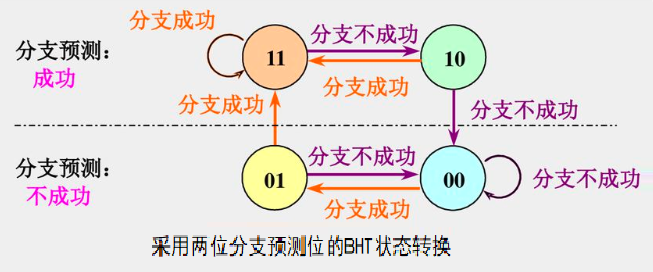 分支成功
分支预测：
成功
11
分支不成功
10
分支成功
分支成功
分支不成功
分支预测：
不成功
01
分支不成功
00
分支成功
分支不成功
采用两位分支预测位的BHT状态转换